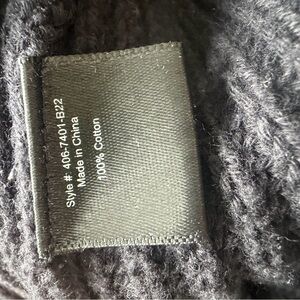 Style #: 406-7401-B22
Made in China
100% Cotton